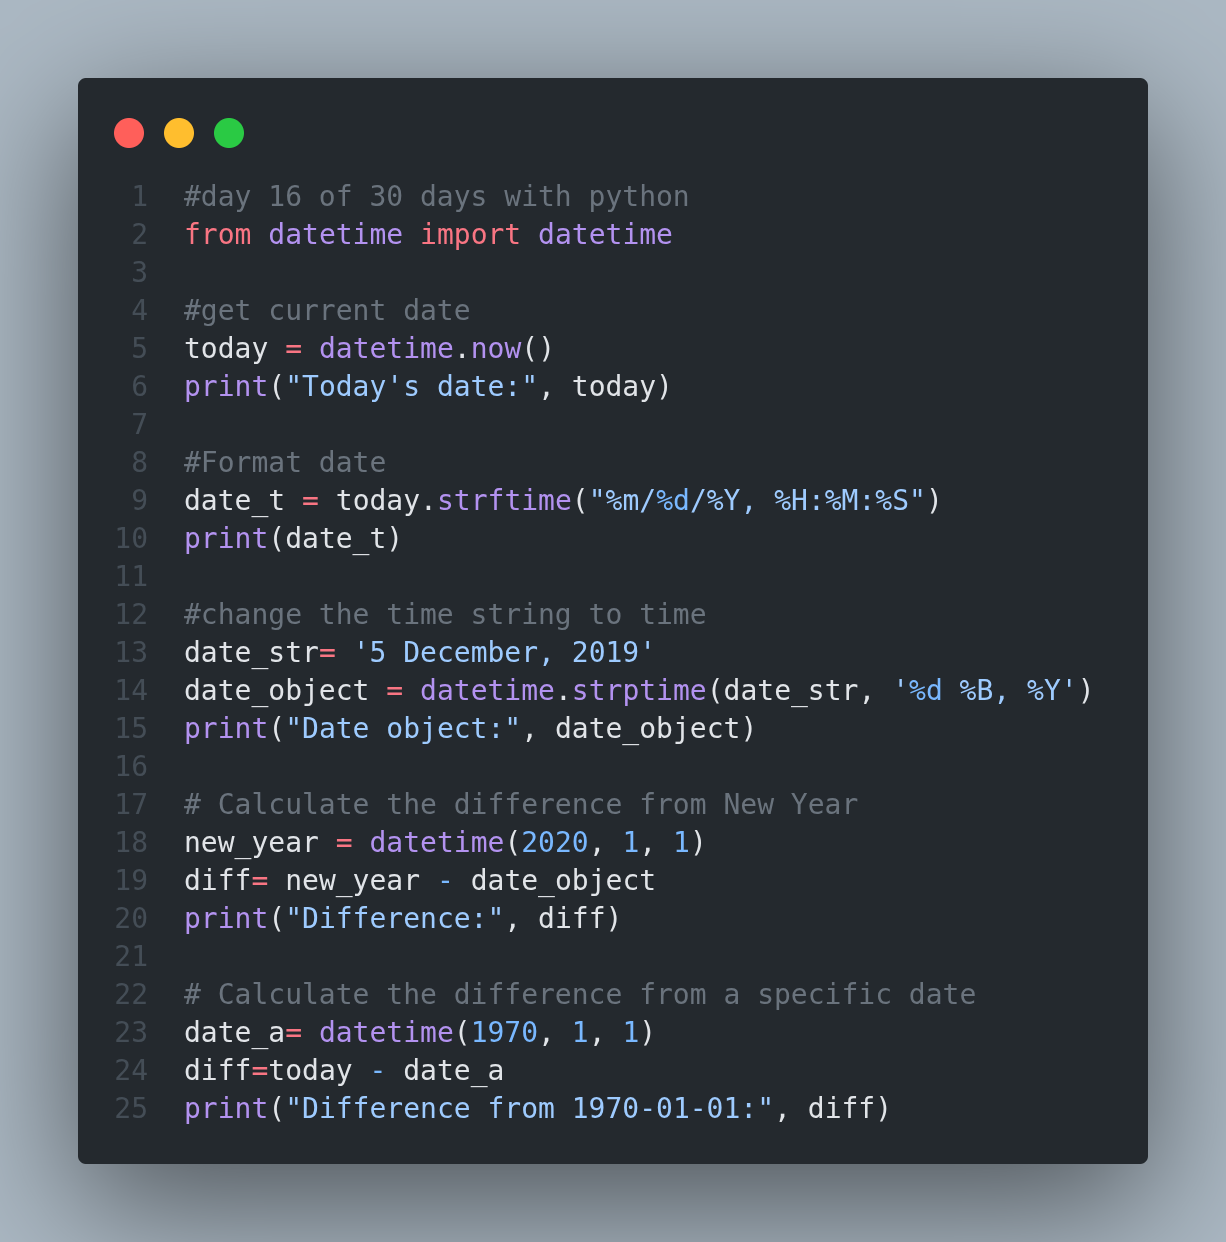 1 #day 16 of 30 days with python
2 from datetime import datetime
3
4 #get current date
5 today = datetime.now()
6 print("Today's date:", today)
7
8 #Format date
9 date_t = today.strftime("%m/%d/%Y, %H:%M:%S")
10 print(date_t)
11
12 #change the time string to time
13 date_str= '5 December, 2019'
14 date_object = datetime.strptime(date_str, '%d %B, %Y')
15 print("Date object:", date_object)
16
17 # Calculate the difference from New Year
18 new_year = datetime(2020, 1, 1)
19 diff= new_year - date_object
20 print("Difference:", diff)
21
22 # Calculate the difference from a specific date
23 date_a= datetime(1970, 1, 1)
24 diff=today - date_a
25 print("Difference from 1970-01-01:", diff)